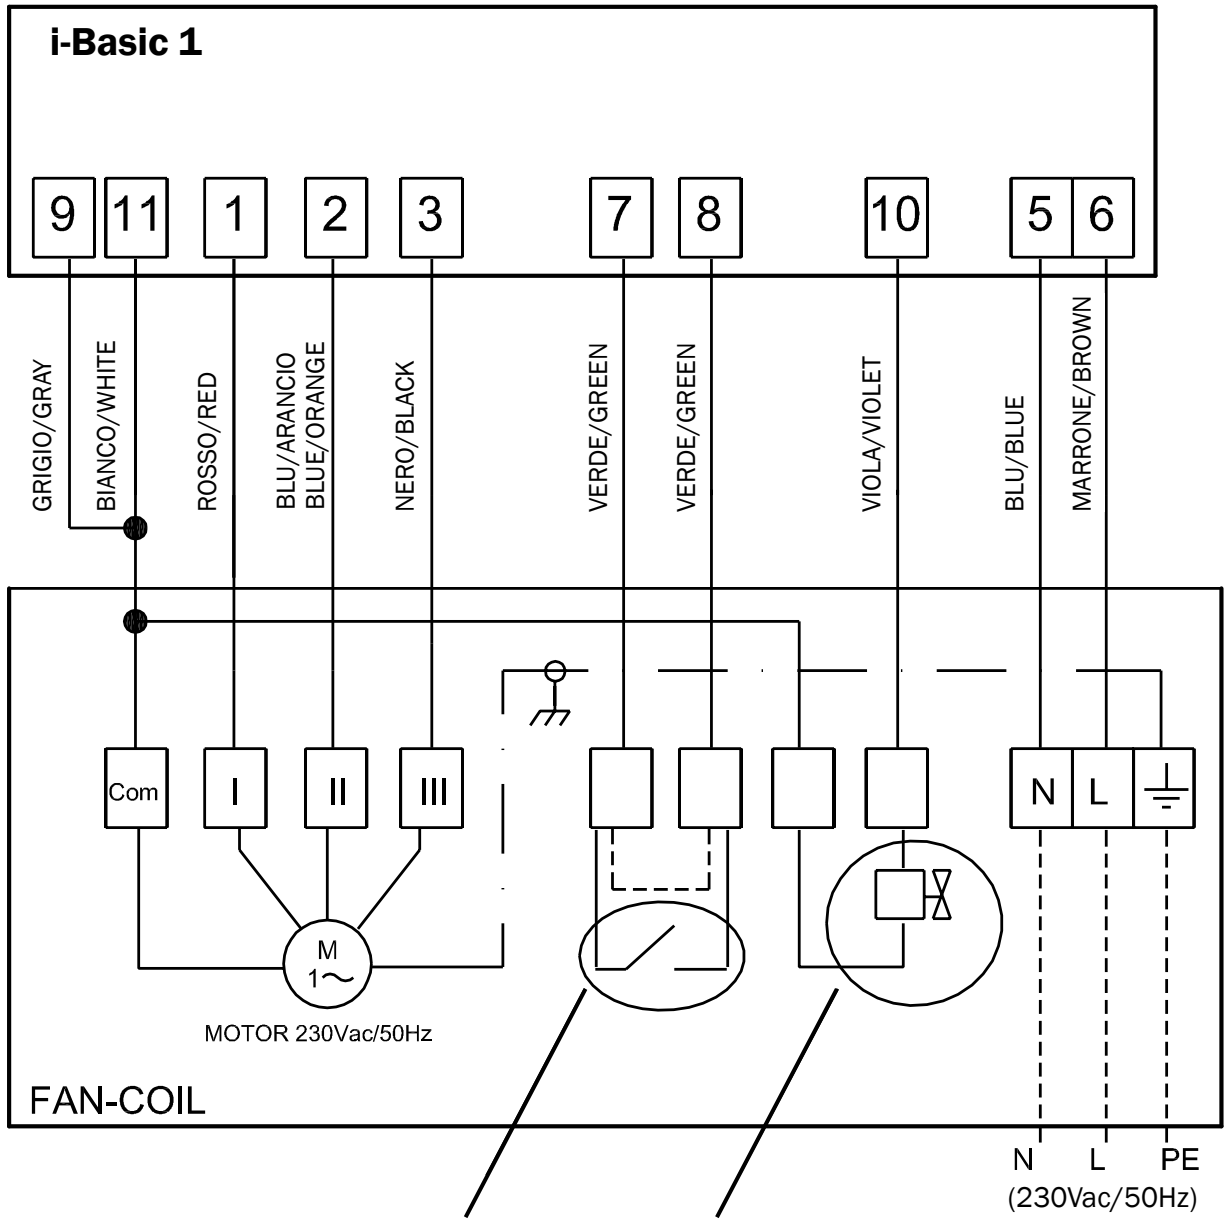 i-Basic 1
9 11 1 2 3 7 8 10 5 6
GRIGIO/GRAY
BIANCO/WHITE
ROSSO/RED
BLU/ARANCIO
BLUE/ORANGE
NERO/BLACK
VERDE/GREEN
VERDE/GREEN
VIOLA/VIOLET
BLU/BLUE
MARRONE/BROWN
Com I II III N L
M
1~
MOTOR 230Vac/50Hz
FAN-COIL
N L PE
(230Vac/50Hz)